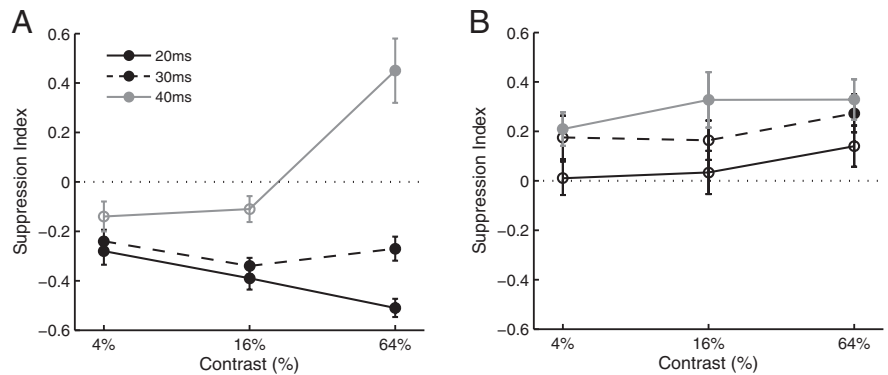 A
0.6
0.4
0.2
0
−0.2
−0.4
−0.6
Suppression Index
20ms
30ms
40ms
4%
16%
64%
Contrast (%)
B
0.6
0.4
0.2
0
−0.2
−0.4
−0.6
Suppression Index
4%
16%
64%
Contrast (%)